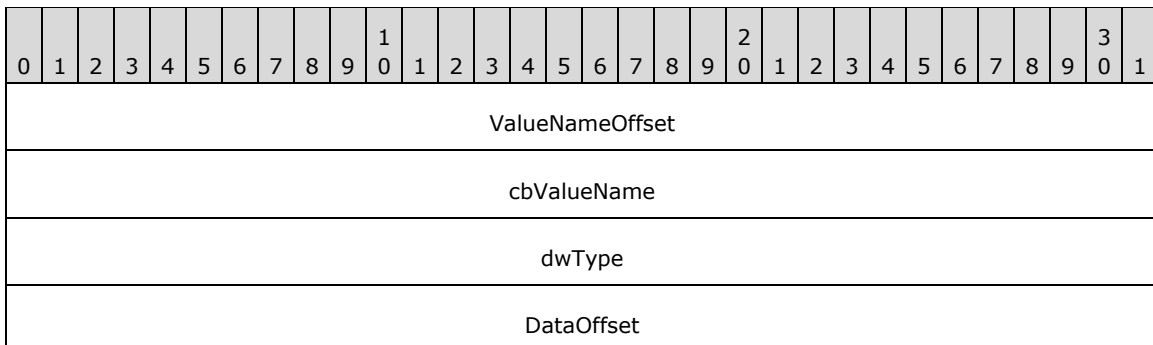 1 2 3
0 1 2 3 4 5 6 7 8 9 0 1 2 3 4 5 6 7 8 9 0 1 2 3 4 5 6 7 8 9 0 1
ValueNameOffset
cbValueName
dwType
DataOffset